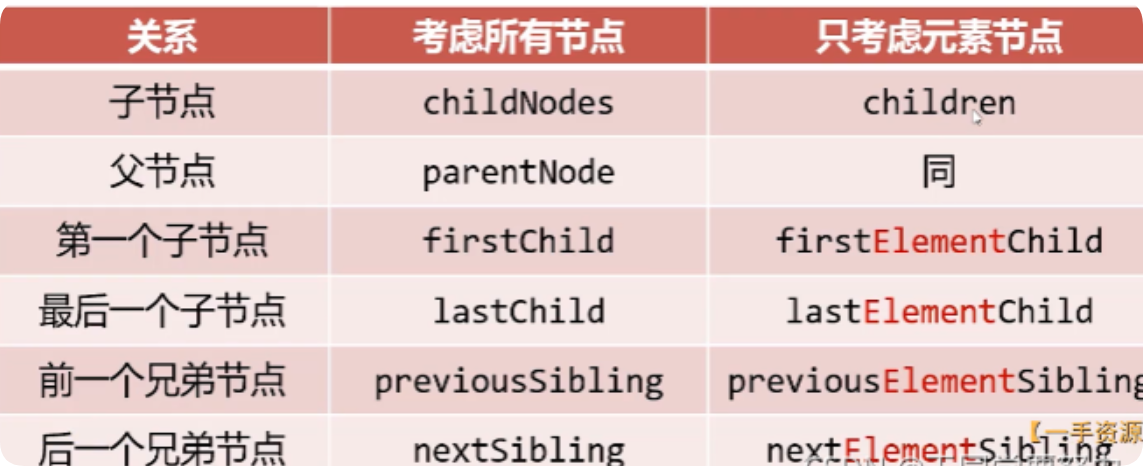 关系 考虑所有节点 只考虑元素节点
子节点 childNodes children
父节点 parentNode 同
第一个子节点 firstChild firstElementChild
最后一个子节点 lastChild lastElementChild
前一个兄弟节点 previousSibling previousElementSibling
后一个兄弟节点 nextSibling nextElementSibling
【一手资源